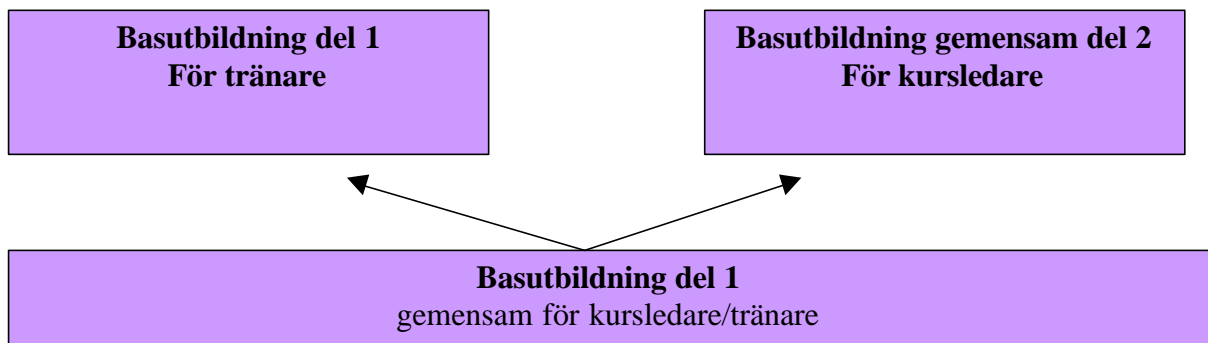 Basutbildning del 1
För tränare
Basutbildning gemensam del 2
För kursledare
Basutbildning del 1
gemensam för kursledare/tränare